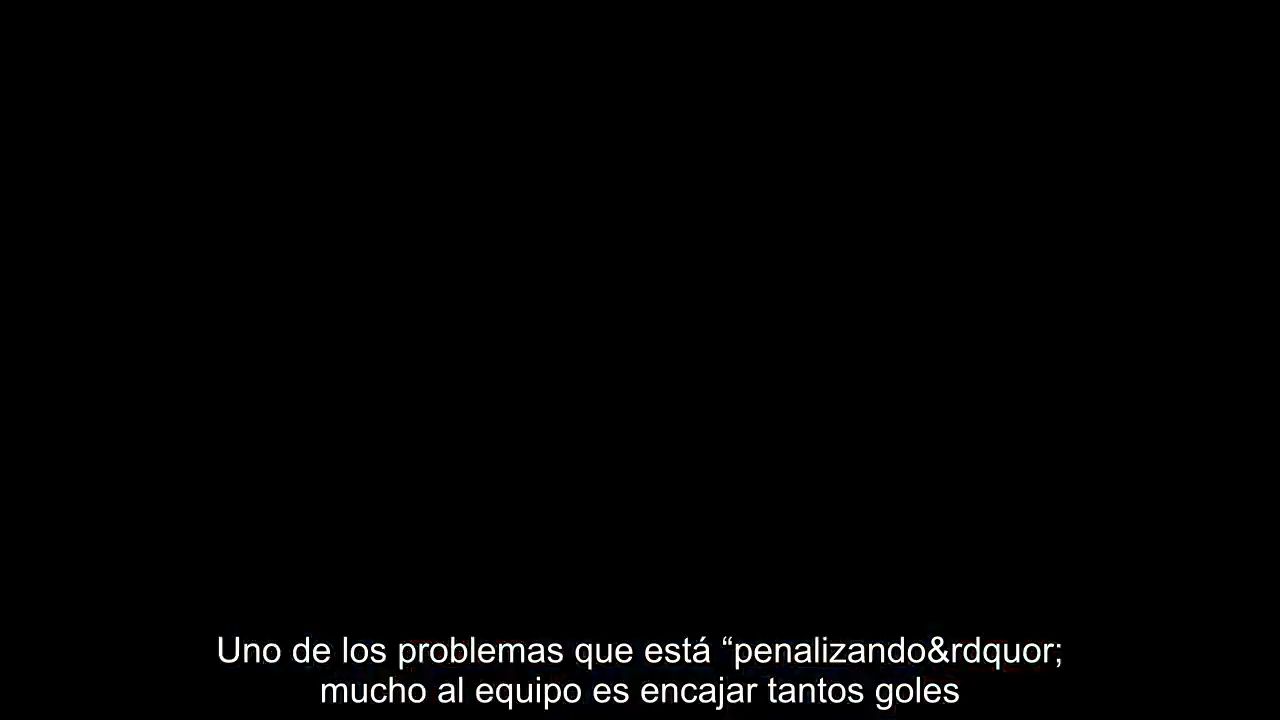 Uno de los problemas que está “penalizando&rdquor;
mucho al equipo es encajar tantos goles